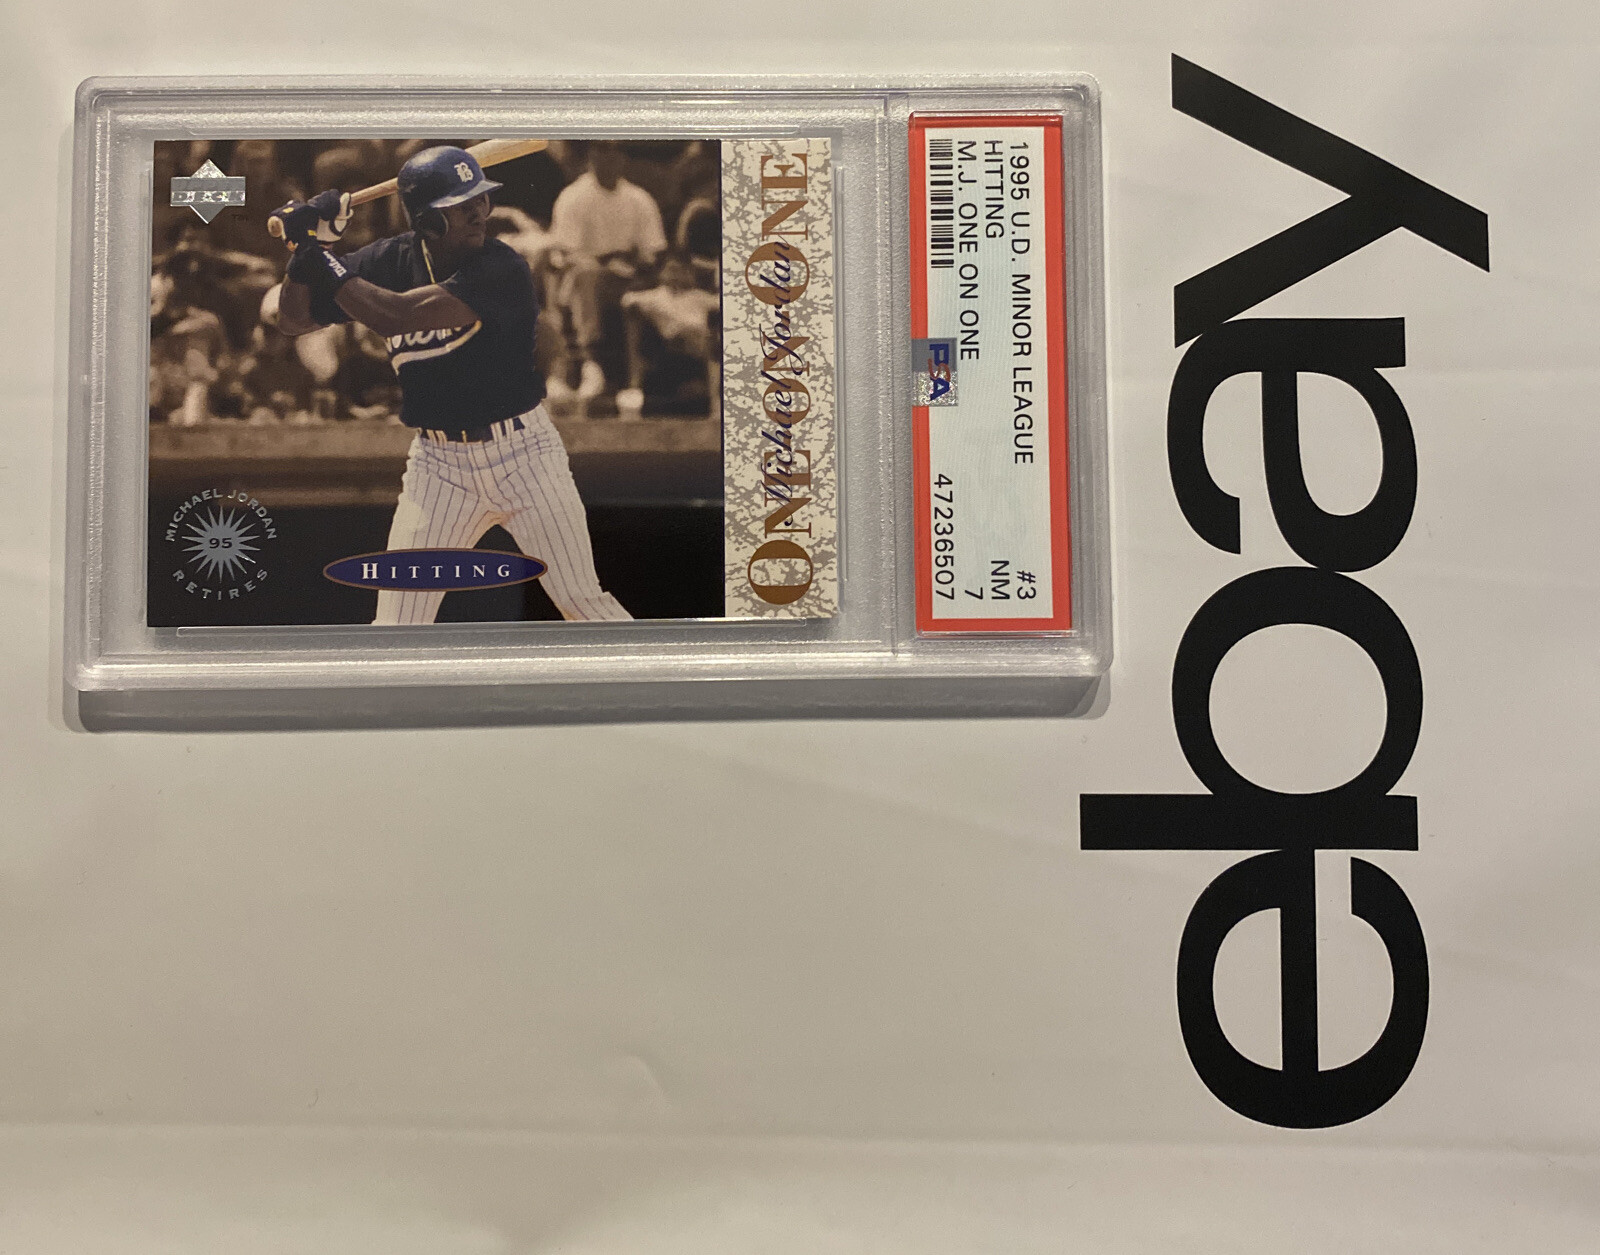 1995 U.D. MINOR LEAGUE #3
HITTING NM
M.J. ONE ON ONE 7
PSA 47236507
ONE ON ONE
Michael Jordan
HITTING
MICHAEL JORDAN
95
RETIRES
TM
ebay